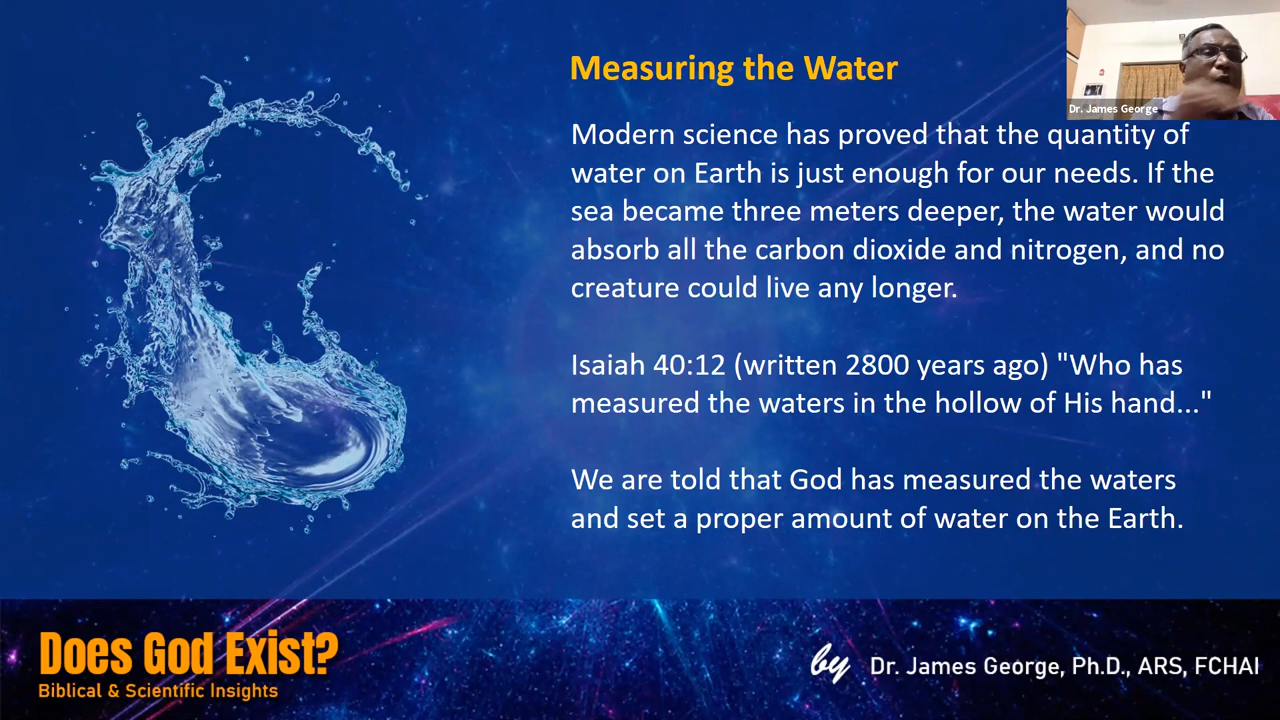 Measuring the Water
Dr. James George
Modern science has proved that the quantity of
water on Earth is just enough for our needs. If the
sea became three meters deeper, the water would
absorb all the carbon dioxide and nitrogen, and no
creature could live any longer.
Isaiah 40:12 (written 2800 years ago) "Who has
measured the waters in the hollow of His hand..."
We are told that God has measured the waters
and set a proper amount of water on the Earth.
Does God Exist?
Biblical & Scientific Insights
by Dr. James George, Ph.D., ARS, FCHAI